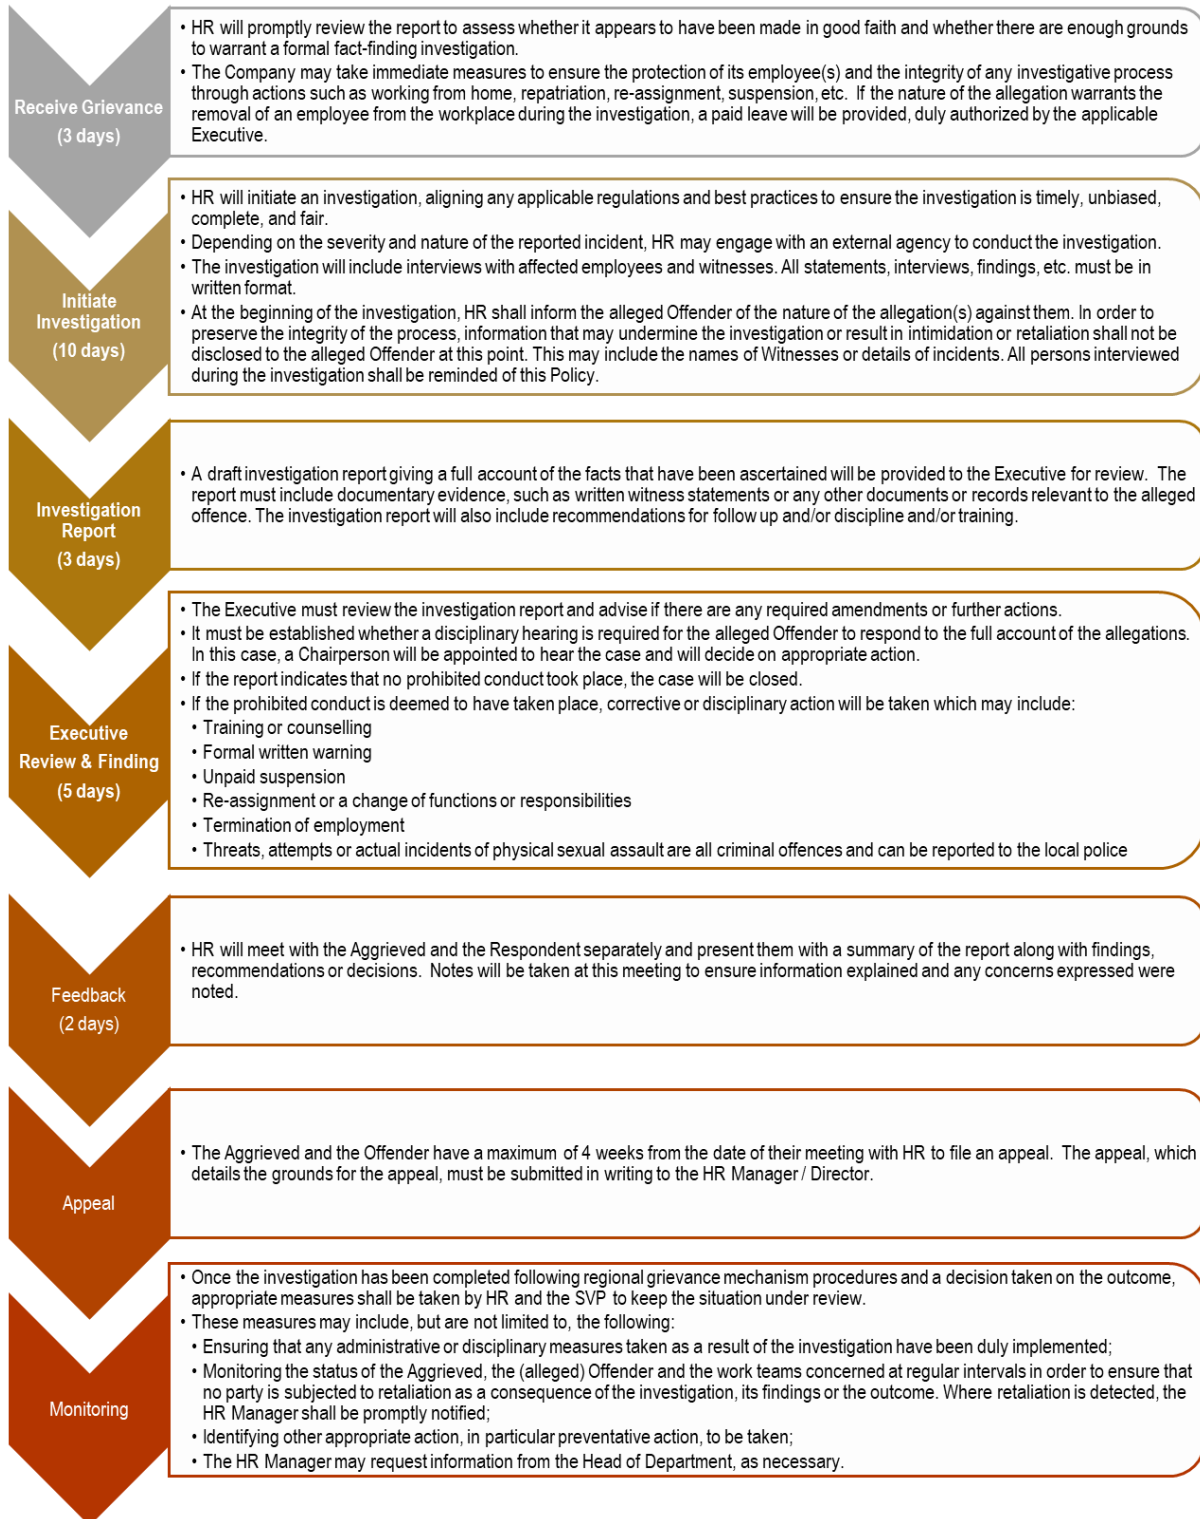 Receive Grievance
(3 days)
• HR will promptly review the report to assess whether it appears to have been made in good faith and whether there are enough grounds
to warrant a formal fact-finding investigation.
• The Company may take immediate measures to ensure the protection of its employee(s) and the integrity of any investigative process
through actions such as working from home, repatriation, re-assignment, suspension, etc. If the nature of the allegation warrants the
removal of an employee from the workplace during the investigation, a paid leave will be provided, duly authorized by the applicable
Executive.
Initiate
Investigation
(10 days)
• HR will initiate an investigation, aligning any applicable regulations and best practices to ensure the investigation is timely, unbiased,
complete, and fair.
• Depending on the severity and nature of the reported incident, HR may engage with an external agency to conduct the investigation.
• The investigation will include interviews with affected employees and witnesses. All statements, interviews, findings, etc. must be in
written format.
• At the beginning of the investigation, HR shall inform the alleged Offender of the nature of the allegation(s) against them. In order to
preserve the integrity of the process, information that may undermine the investigation or result in intimidation or retaliation shall not be
disclosed to the alleged Offender at this point. This may include the names of Witnesses or details of incidents. All persons interviewed
during the investigation shall be reminded of this Policy.
Investigation
Report
(3 days)
• A draft investigation report giving a full account of the facts that have been ascertained will be provided to the Executive for review. The
report must include documentary evidence, such as written witness statements or any other documents or records relevant to the alleged
offence. The investigation report will also include recommendations for follow up and/or discipline and/or training.
Executive
Review & Finding
(5 days)
• The Executive must review the investigation report and advise if there are any required amendments or further actions.
• It must be established whether a disciplinary hearing is required for the alleged Offender to respond to the full account of the allegations.
In this case, a Chairperson will be appointed to hear the case and will decide on appropriate action.
• If the report indicates that no prohibited conduct took place, the case will be closed.
• If the prohibited conduct is deemed to have taken place, corrective or disciplinary action will be taken which may include:
• Training or counselling
• Formal written warning
• Unpaid suspension
• Re-assignment or a change of functions or responsibilities
• Termination of employment
• Threats, attempts or actual incidents of physical sexual assault are all criminal offences and can be reported to the local police
Feedback
(2 days)
• HR will meet with the Aggrieved and the Respondent separately and present them with a summary of the report along with findings,
recommendations or decisions. Notes will be taken at this meeting to ensure information explained and any concerns expressed were
noted.
Appeal
• The Aggrieved and the Offender have a maximum of 4 weeks from the date of their meeting with HR to file an appeal. The appeal, which
details the grounds for the appeal, must be submitted in writing to the HR Manager / Director.
Monitoring
• Once the investigation has been completed following regional grievance mechanism procedures and a decision taken on the outcome,
appropriate measures shall be taken by HR and the SVP to keep the situation under review.
• These measures may include, but are not limited to, the following:
• Ensuring that any administrative or disciplinary measures taken as a result of the investigation have been duly implemented;
• Monitoring the status of the Aggrieved, the (alleged) Offender and the work teams concerned at regular intervals in order to ensure that
no party is subjected to retaliation as a consequence of the investigation, its findings or the outcome. Where retaliation is detected, the
HR Manager shall be promptly notified;
• Identifying other appropriate action, in particular preventative action, to be taken;
• The HR Manager may request information from the Head of Department, as necessary.